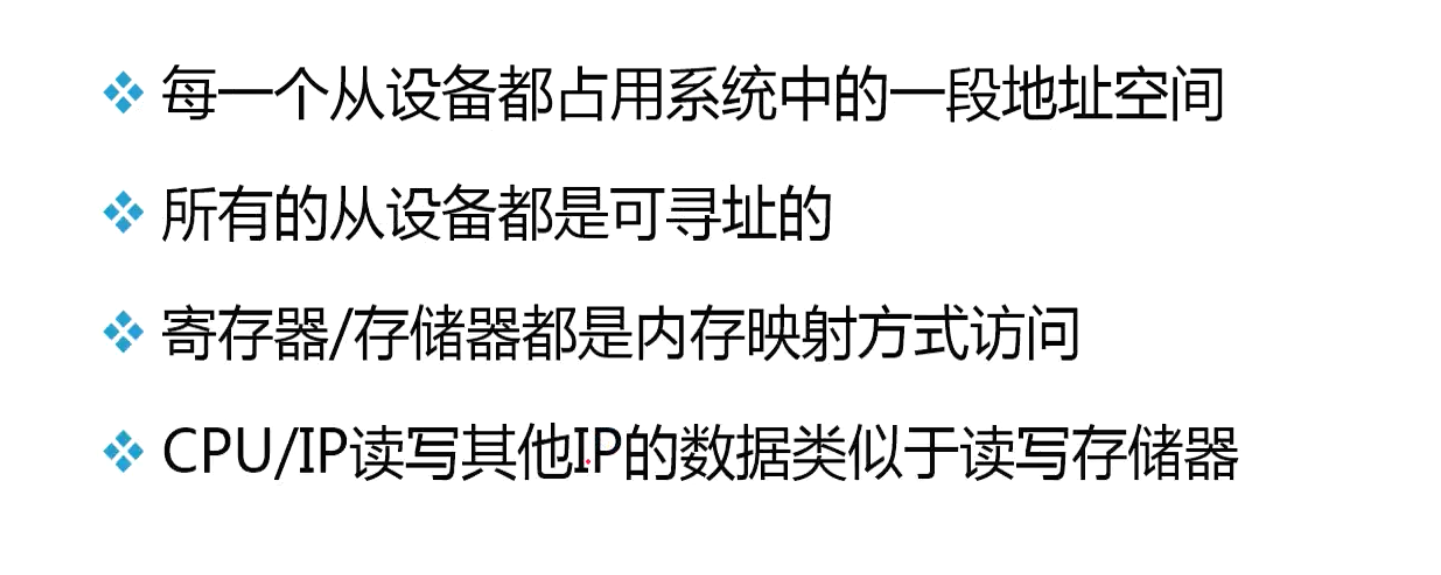 每一个从设备都占用系统中的一段地址空间
所有的从设备都是可寻址的
寄存器/存储器都是内存映射方式访问
CPU/IP读写其他IP的数据类似于读写存储器